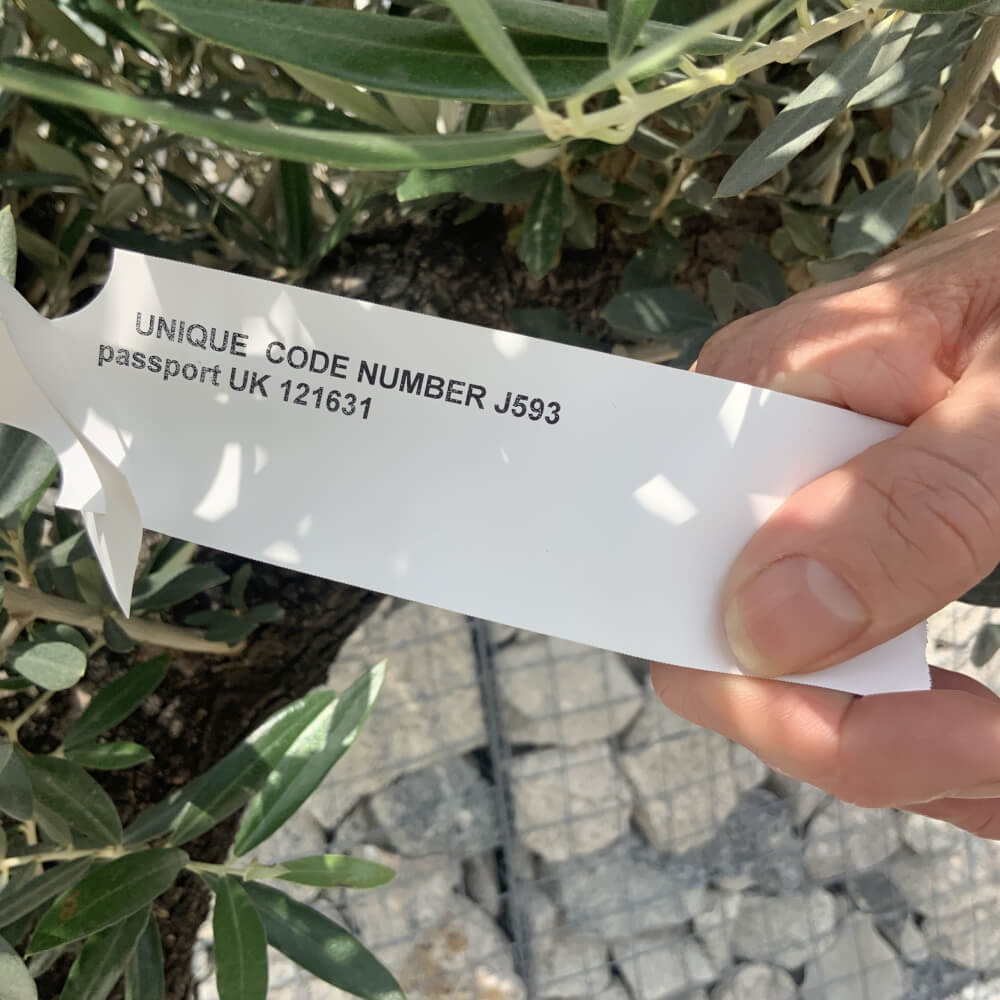 UNIQUE CODE NUMBER J593
passport UK 121631